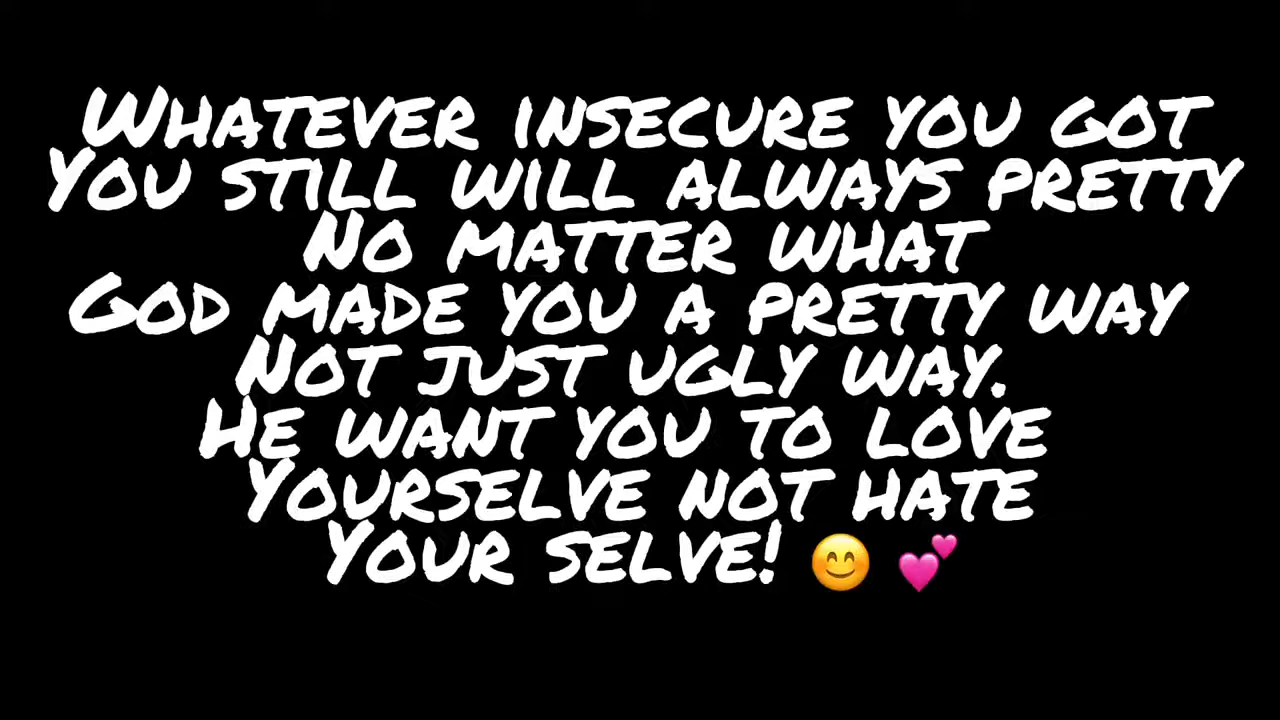 Whatever insecure you got
You still will always pretty
No matter what
God made you a pretty way
Not just ugly way.
He want you to love
Yourselve not hate
Your selve! 😊 💕